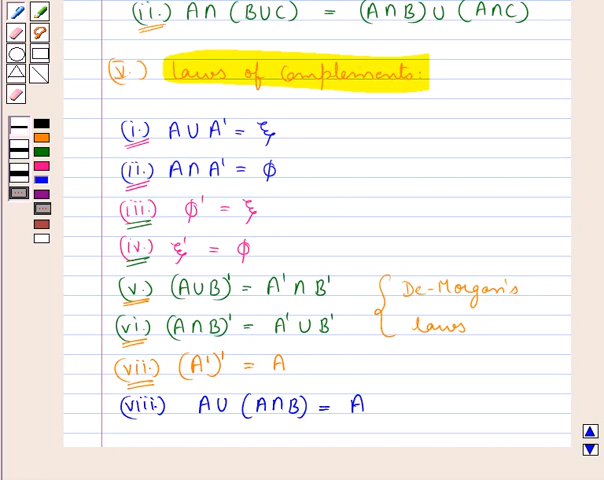 (ii.) A∩(B∪C) = (A∩B)∪(A∩C)
(V.) Laws of Complements:
(i.) A∪A' = ξ
(ii.) A∩A' = ϕ
(iii.) ϕ' = ξ
(iv.) ξ' = ϕ
(v.) (A∪B)' = A'∩B' { De-Morgan's
(vi.) (A∩B)' = A'∪B' laws
(vii.) (A')' = A
(viii.) A∪(A∩B) = A